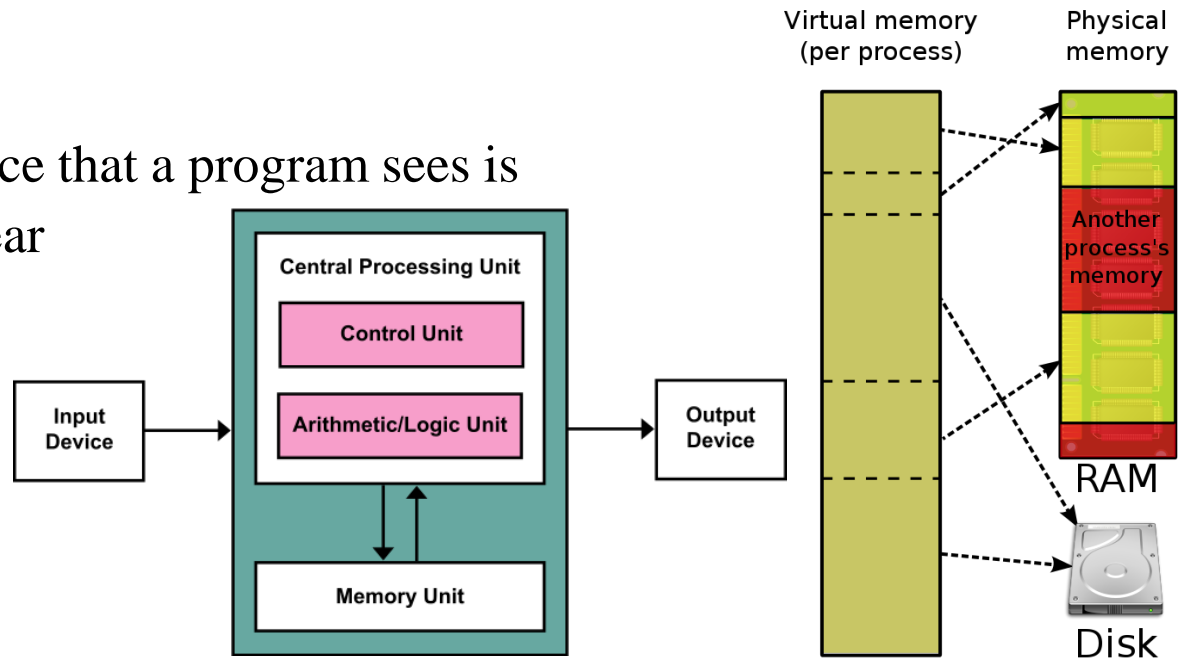 Virtual memory
(per process)
Physical
memory
ce that a program sees is
ear
Central Processing Unit
Control Unit
Arithmetic/Logic Unit
Memory Unit
Input
Device
Output
Device
Another
process's
memory
RAM
Disk